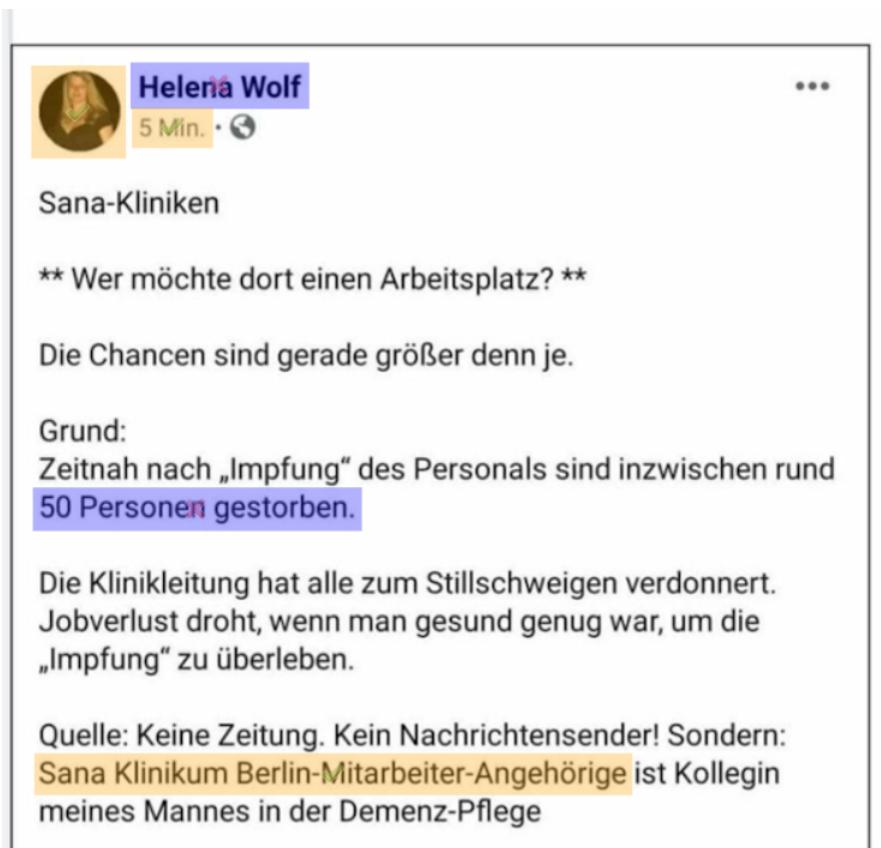 Helena Wolf
5 Min.
Sana-Kliniken
** Wer möchte dort einen Arbeitsplatz? **
Die Chancen sind gerade größer denn je.
Grund:
Zeitnah nach „Impfung“ des Personals sind inzwischen rund
50 Personen gestorben.
Die Klinikleitung hat alle zum Stillschweigen verdonnert.
Jobverlust droht, wenn man gesund genug war, um die
„Impfung“ zu überleben.
Quelle: Keine Zeitung. Kein Nachrichtensender! Sondern:
Sana Klinikum Berlin-Mitarbeiter-Angehörige ist Kollegin
meines Mannes in der Demenz-Pflege